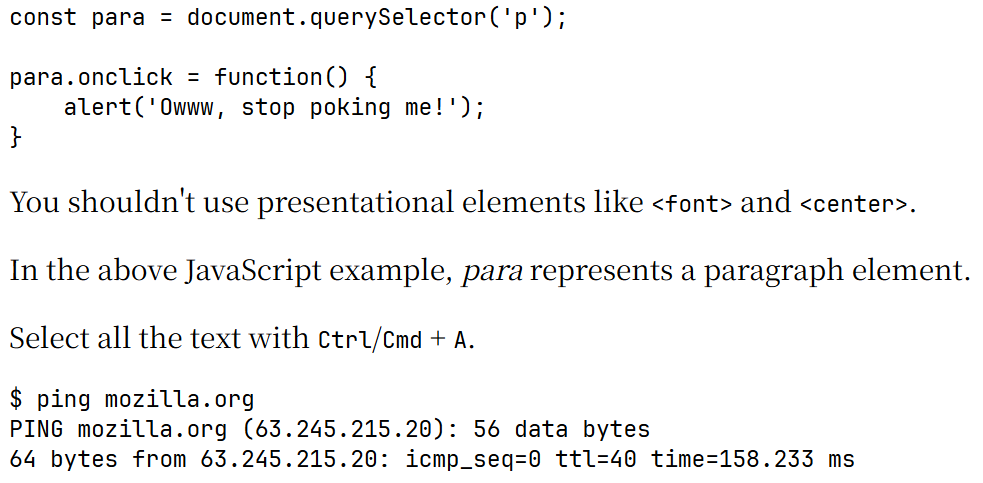 const para = document.querySelector('p');
para.onclick = function() {
    alert('Owww, stop poking me!');
}
You shouldn't use presentational elements like <font> and <center>.
In the above JavaScript example, para represents a paragraph element.
Select all the text with Ctrl/Cmd + A.
$ ping mozilla.org
PING mozilla.org (63.245.215.20): 56 data bytes
64 bytes from 63.245.215.20: icmp_seq=0 ttl=40 time=158.233 ms